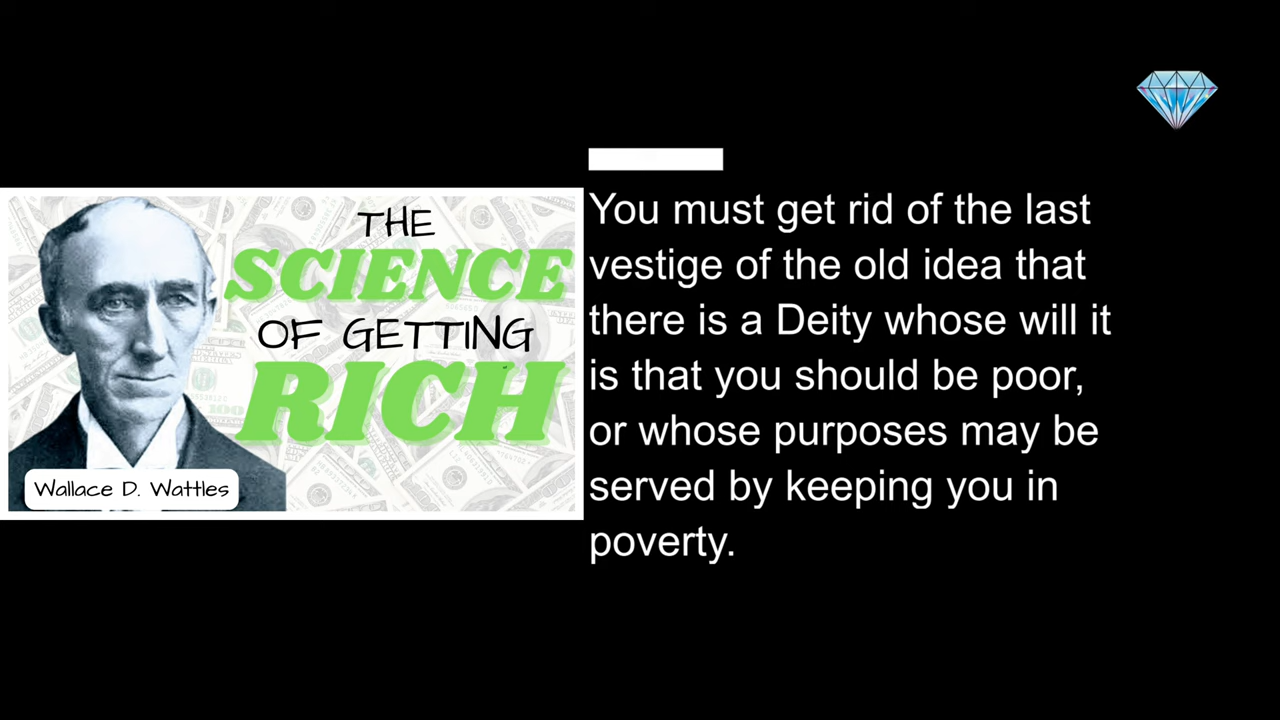 THE
SCIENCE
OF GETTING
RICH
Wallace D. Wattles
You must get rid of the last
vestige of the old idea that
there is a Deity whose will it
is that you should be poor,
or whose purposes may be
served by keeping you in
poverty.